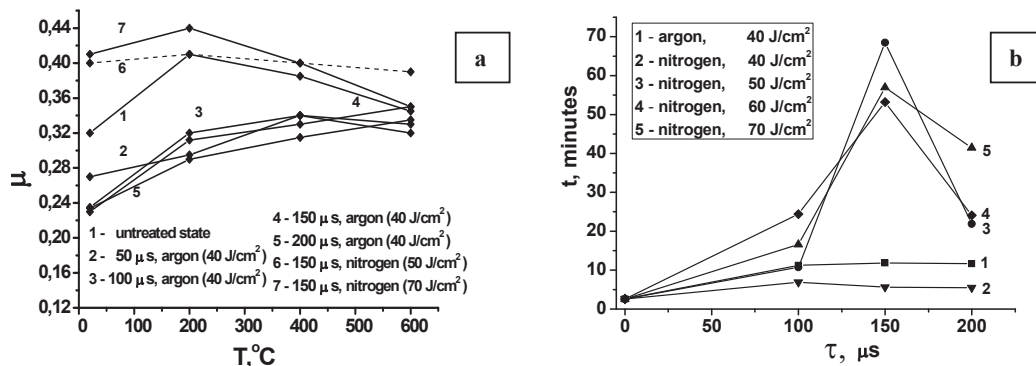 0,44
0,40
0,36
0,32
0,28
0,24
0,20
0,16
0,12
μ
0 100 200 300 400 500 600
T,°C
7
6
1
3
4
2
5
a
1 - untreated state
2 - 50 μs, argon (40 J/cm²)
3 - 100 μs, argon (40 J/cm²)
4 - 150 μs, argon (40 J/cm²)
5 - 200 μs, argon (40 J/cm²)
6 - 150 μs, nitrogen (50 J/cm²)
7 - 150 μs, nitrogen (70 J/cm²)
70
60
50
40
30
20
10
0
t, minutes
0 50 100 150 200
τ, μs
1 - argon, 40 J/cm²
2 - nitrogen, 40 J/cm²
3 - nitrogen, 50 J/cm²
4 - nitrogen, 60 J/cm²
5 - nitrogen, 70 J/cm²
b
5
4
3
1
2